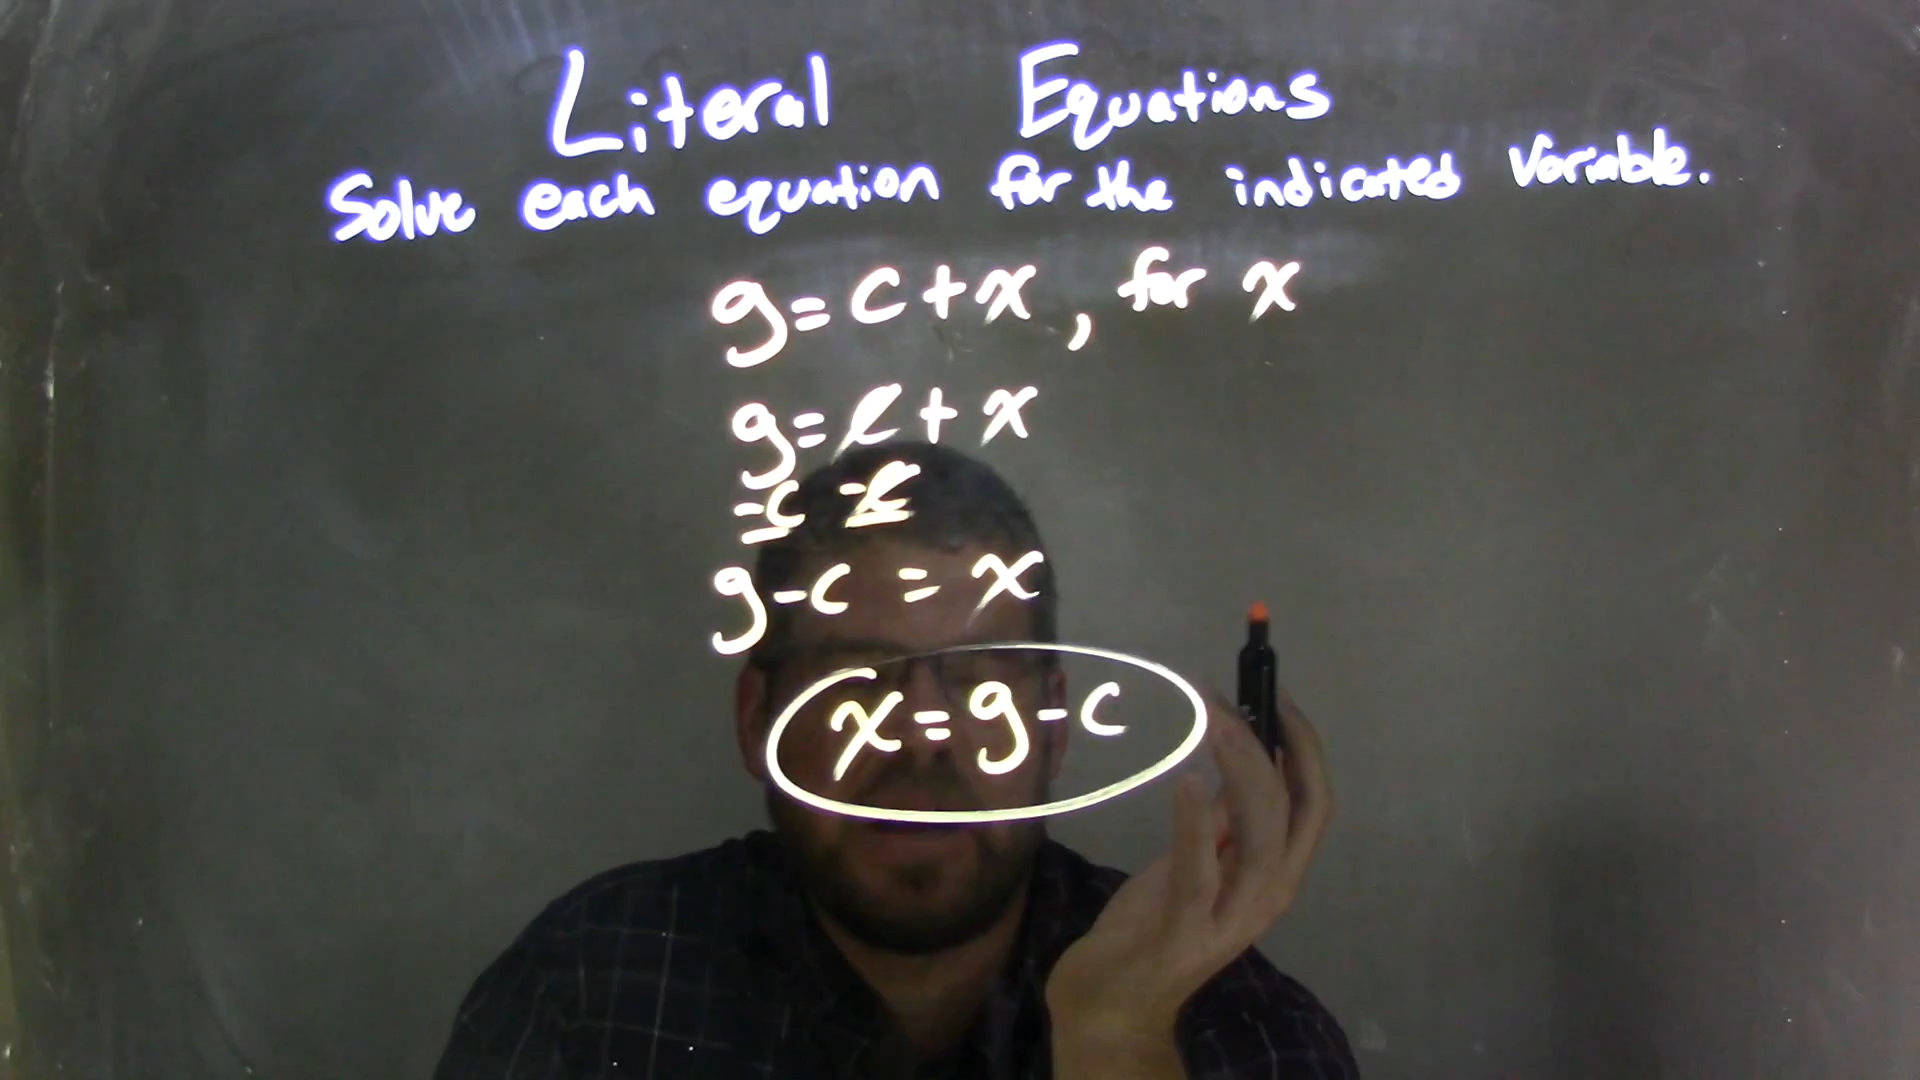 Literal Equations
Solve each equation for the indicated variable.
g = c + x, for x
g = c + x
-c -c
g - c = x
x = g - c